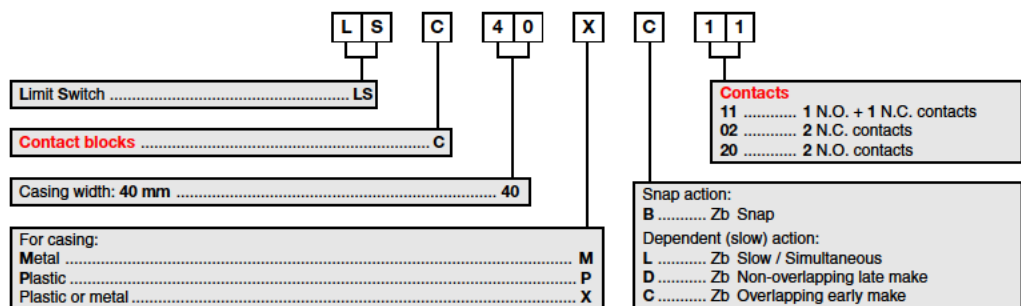 L S C 4 0 X C 1 1
Limit Switch ........................................................ LS
Contact blocks .................................................................... C
Casing width: 40 mm ........................................................................... 40
For casing:
Metal ........................................................................................................................ M
Plastic ...................................................................................................................... P
Plastic or metal ......................................................................................................... X
Contacts
11 ............ 1 N.O. + 1 N.C. contacts
02 ............ 2 N.C. contacts
20 ............ 2 N.O. contacts
Snap action:
B ........... Zb Snap
Dependent (slow) action:
L ........... Zb Slow / Simultaneous
D ........... Zb Non-overlapping late make
C ........... Zb Overlapping early make